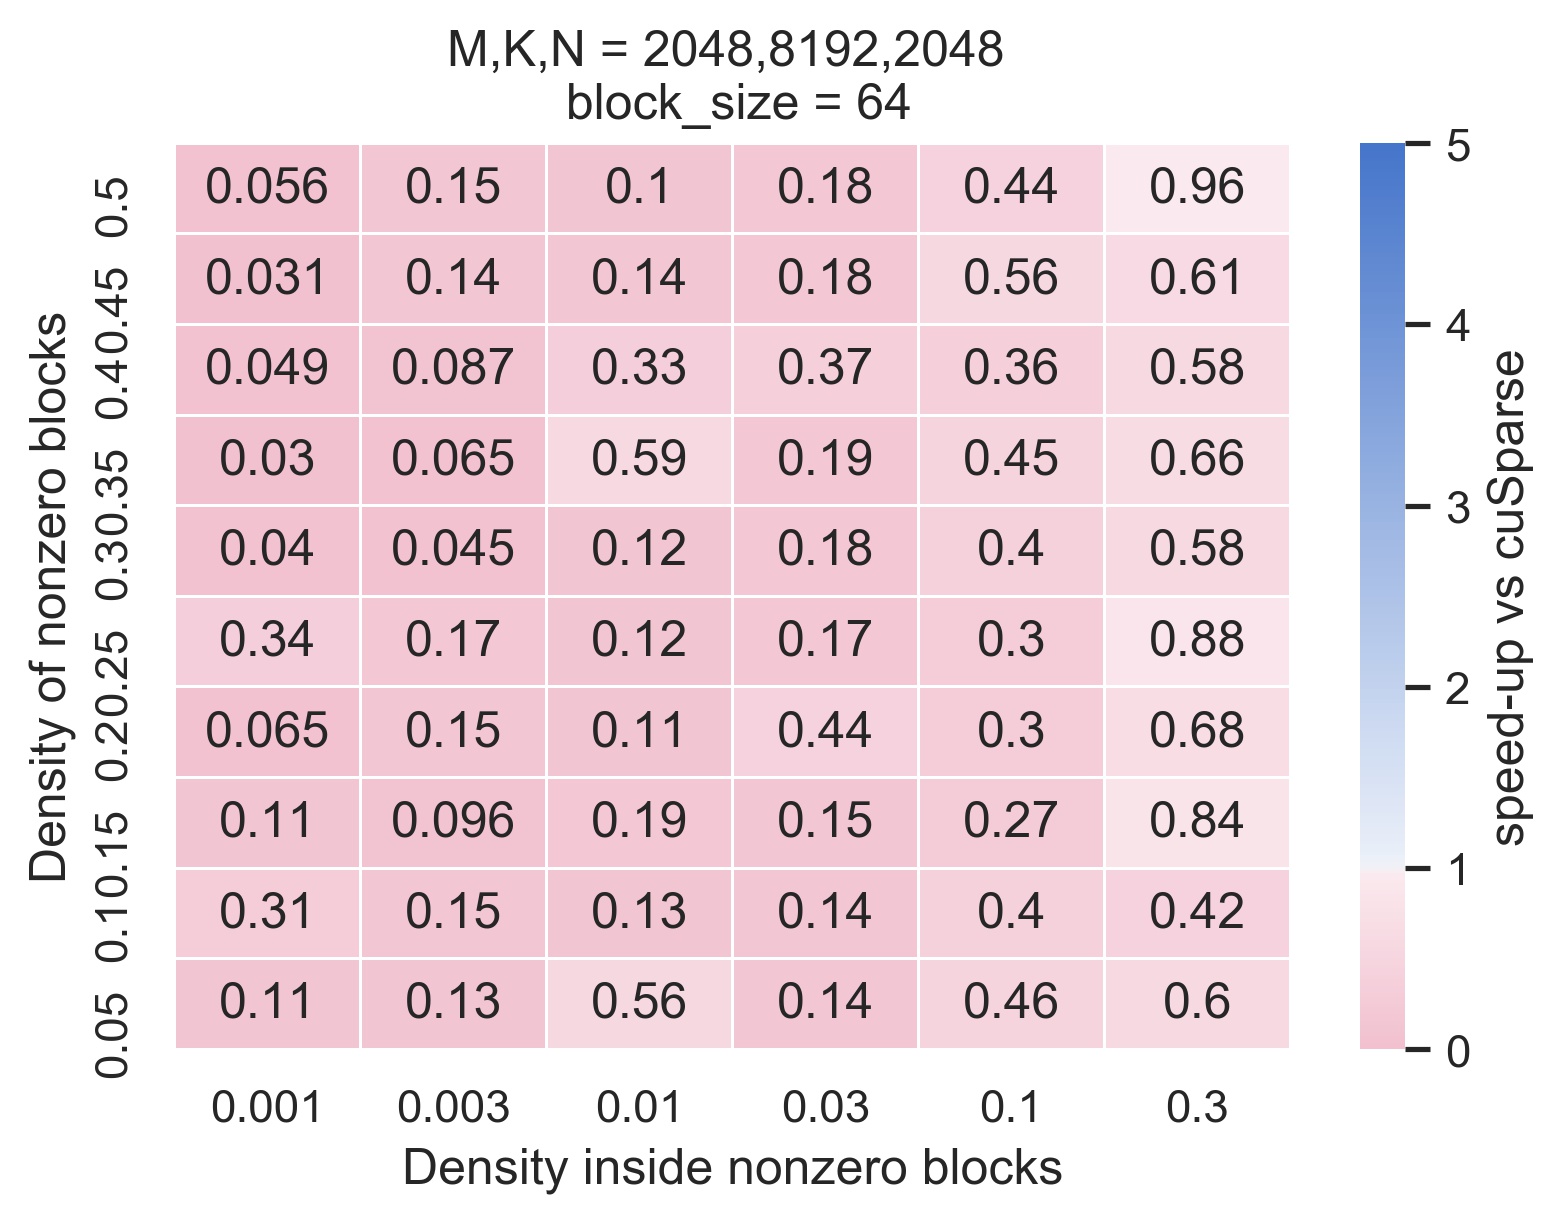 M,K,N = 2048,8192,2048
block_size = 64
Density of nonzero blocks
0.5 0.056 0.15 0.1 0.18 0.44 0.96
0.45 0.031 0.14 0.14 0.18 0.56 0.61
0.4 0.049 0.087 0.33 0.37 0.36 0.58
0.35 0.03 0.065 0.59 0.19 0.45 0.66
0.3 0.04 0.045 0.12 0.18 0.4 0.58
0.25 0.34 0.17 0.12 0.17 0.3 0.88
0.2 0.065 0.15 0.11 0.44 0.3 0.68
0.15 0.11 0.096 0.19 0.15 0.27 0.84
0.1 0.31 0.15 0.13 0.14 0.4 0.42
0.05 0.11 0.13 0.56 0.14 0.46 0.6
0.001 0.003 0.01 0.03 0.1 0.3
Density inside nonzero blocks
5
4
3
2
1
0
speed-up vs cuSparse